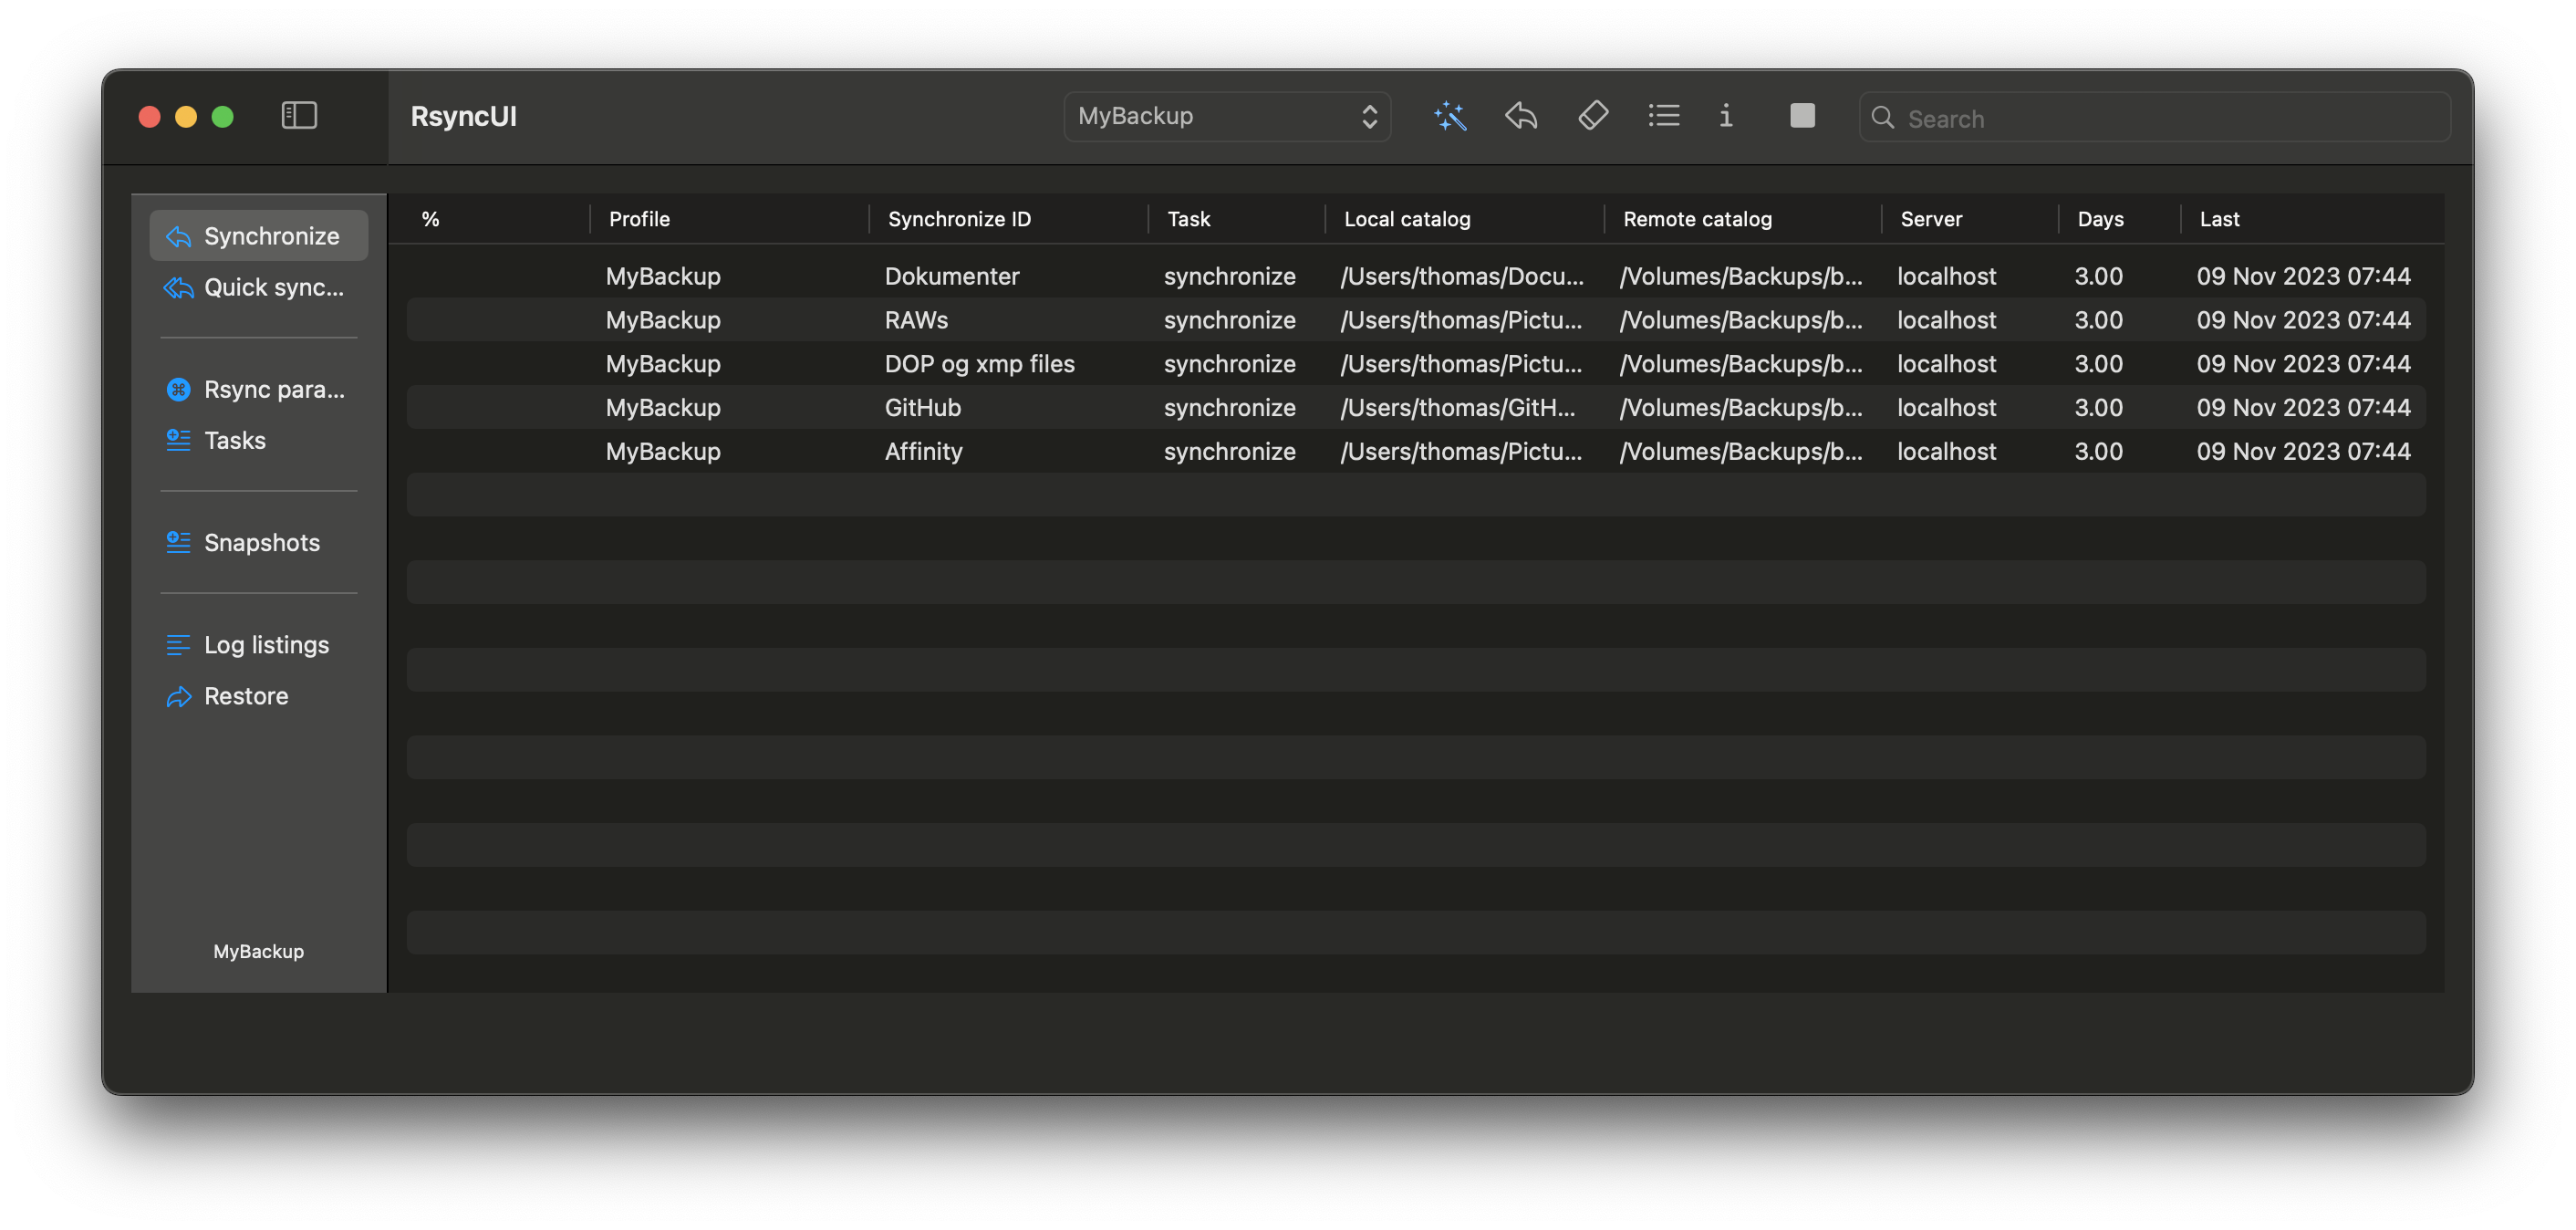 RsyncUI
MyBackup
Search
Synchronize
Quick sync...
Rsync para...
Tasks
Snapshots
Log listings
Restore
MyBackup
% Profile Synchronize ID Task Local catalog Remote catalog Server Days Last
MyBackup Dokumenter synchronize /Users/thomas/Docu... /Volumes/Backups/b... localhost 3.00 09 Nov 2023 07:44
MyBackup RAWs synchronize /Users/thomas/Pictu... /Volumes/Backups/b... localhost 3.00 09 Nov 2023 07:44
MyBackup DOP og xmp files synchronize /Users/thomas/Pictu... /Volumes/Backups/b... localhost 3.00 09 Nov 2023 07:44
MyBackup GitHub synchronize /Users/thomas/GitH... /Volumes/Backups/b... localhost 3.00 09 Nov 2023 07:44
MyBackup Affinity synchronize /Users/thomas/Pictu... /Volumes/Backups/b... localhost 3.00 09 Nov 2023 07:44